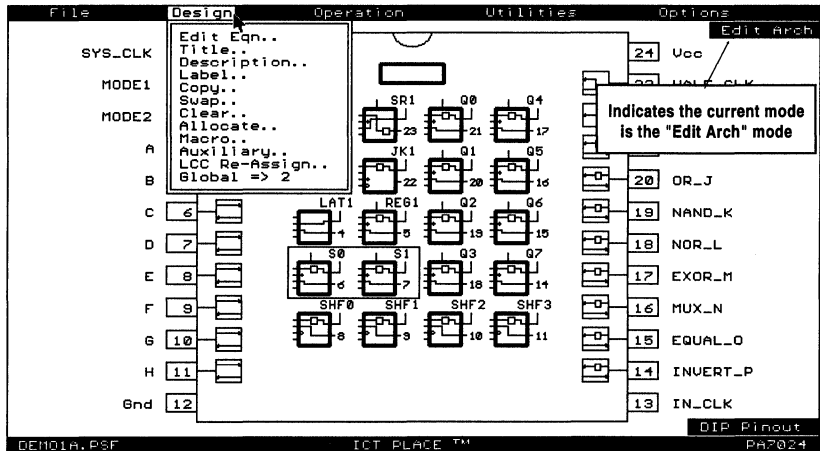 File Design Operation Utilities Options
Edit Arch
Edit Eqn..
Title..
Description..
Label..
Copy..
Swap..
Clear..
Allocate..
Macro..
Auxiliary..
LCC Re-Assign..
Global => 2
Indicates the current mode
is the "Edit Arch" mode
SYS_CLK
MODE1
MODE2
A
B
C 6
D 7
E 8
F 9
G 10
H 11
Gnd 12
SR1 Q0 Q4
23 21 17
JK1 Q1 Q5
22 20 16
LAT1 REG1 Q2 Q6
4 5 19 15
S0 S1 Q3 Q7
6 7 18 14
SHF0 SHF1 SHF2 SHF3
8 9 10 11
24 Vcc
20 OR_J
19 NAND_K
18 NOR_L
17 EXOR_M
16 MUX_N
15 EQUAL_O
14 INVERT_P
13 IN_CLK
DIP Pinout
DEMO1A.PSF ICT PLACE TM PA7024